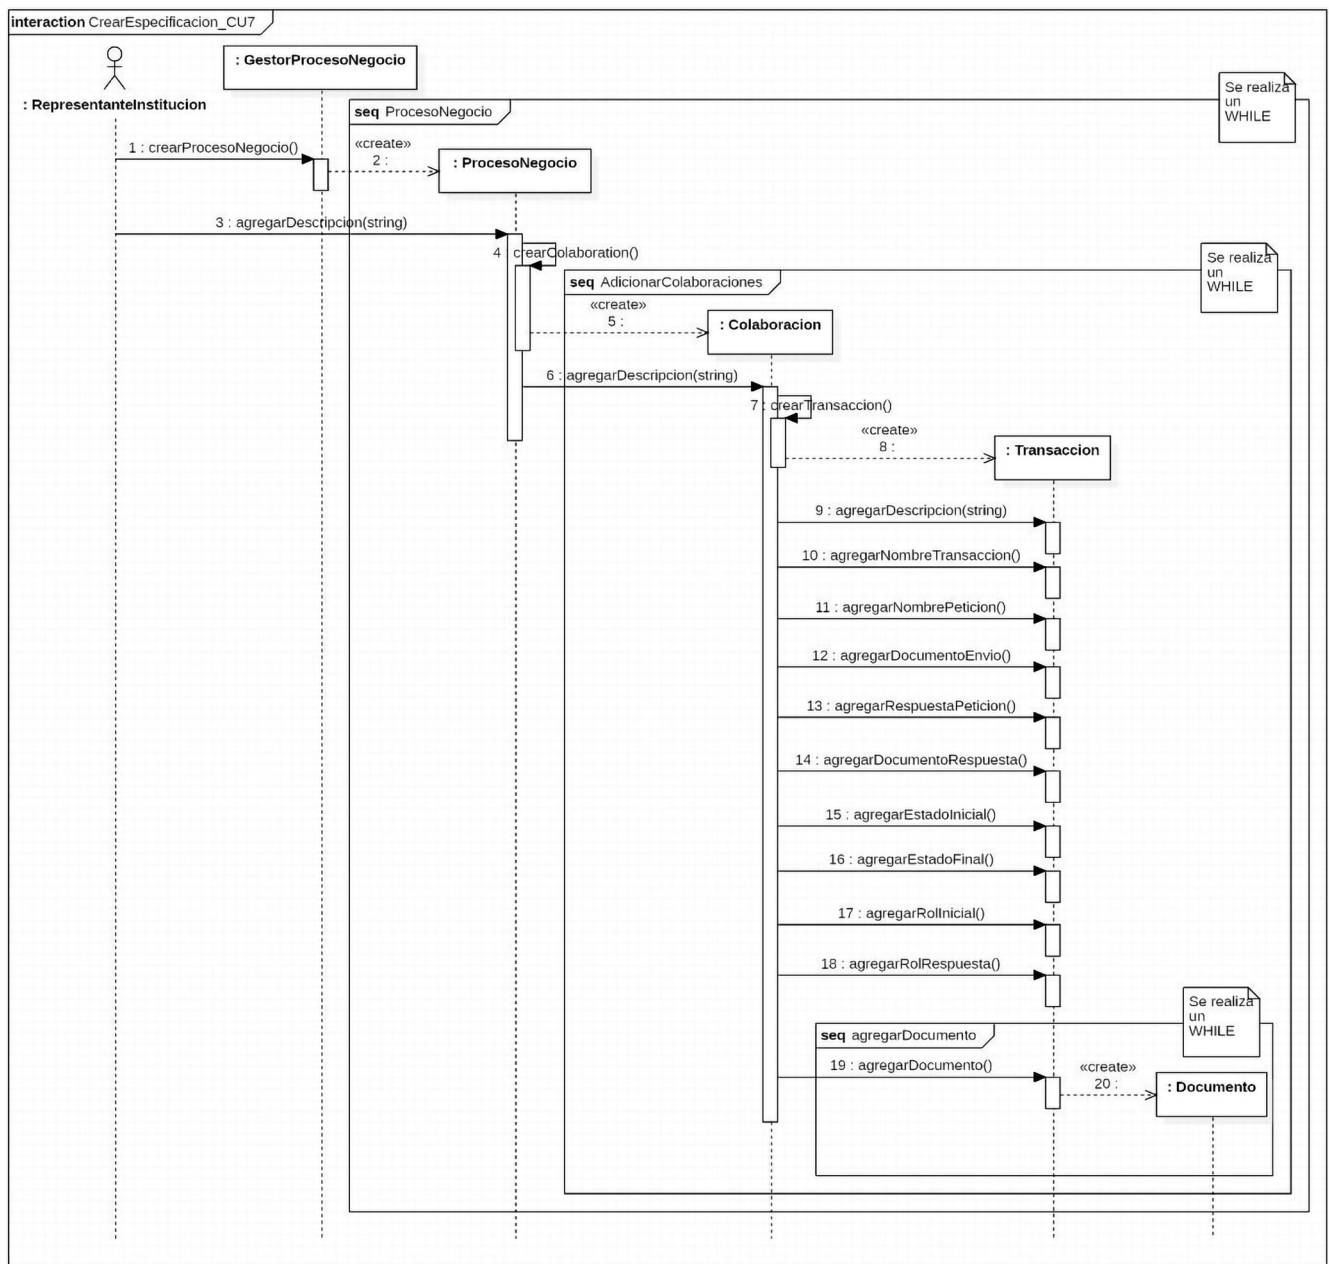 interaction CrearEspecificacion_CU7
: GestorProcesoNegocio
: RepresentanteInstitucion
Se realiza
un
WHILE
seq ProcesoNegocio
1 : crearProcesoNegocio()
«create»
2 :
: ProcesoNegocio
3 : agregarDescripcion(string)
4 : crearColaboration()
Se realiza
un
WHILE
seq AdicionarColaboraciones
«create»
5 :
: Colaboracion
6 : agregarDescripcion(string)
7 : crearTransaccion()
«create»
8 :
: Transaccion
9 : agregarDescripcion(string)
10 : agregarNombreTransaccion()
11 : agregarNombrePeticion()
12 : agregarDocumentoEnvio()
13 : agregarRespuestaPeticion()
14 : agregarDocumentoRespuesta()
15 : agregarEstadoInicial()
16 : agregarEstadoFinal()
17 : agregarRolInicial()
18 : agregarRolRespuesta()
Se realiza
un
WHILE
seq agregarDocumento
19 : agregarDocumento()
«create»
20 :
: Documento